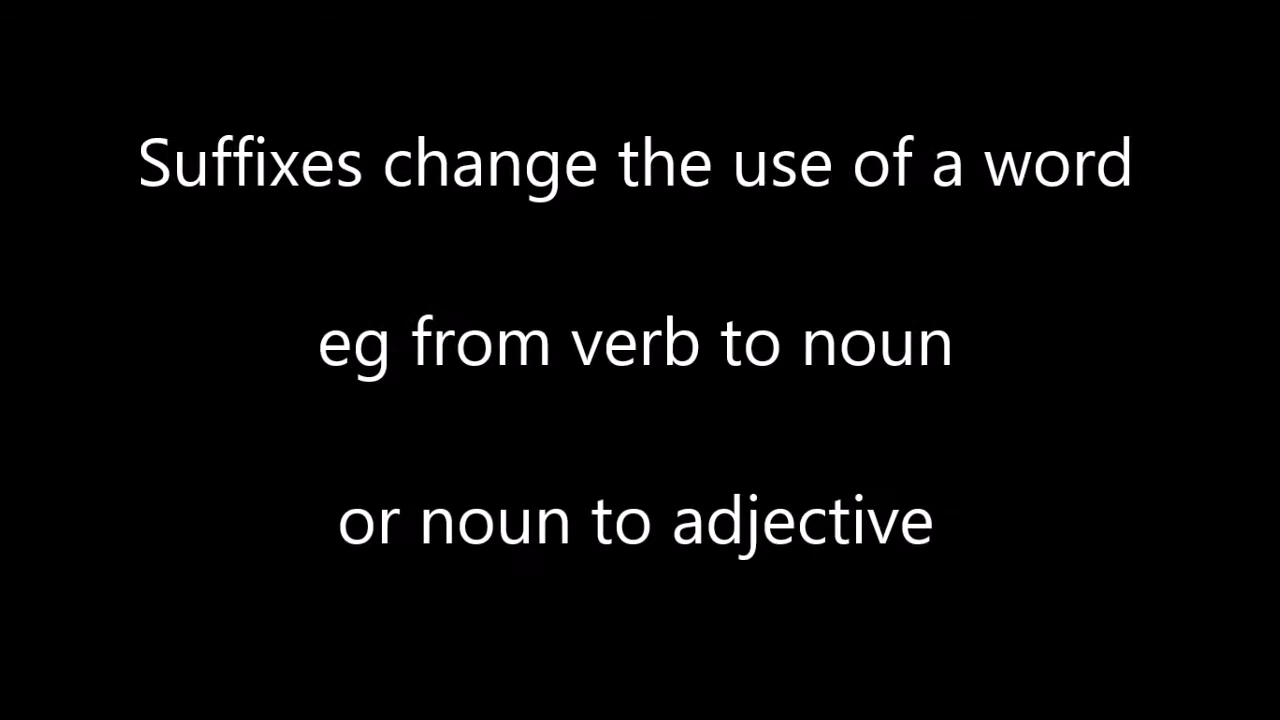 Suffixes change the use of a word
eg from verb to noun
or noun to adjective